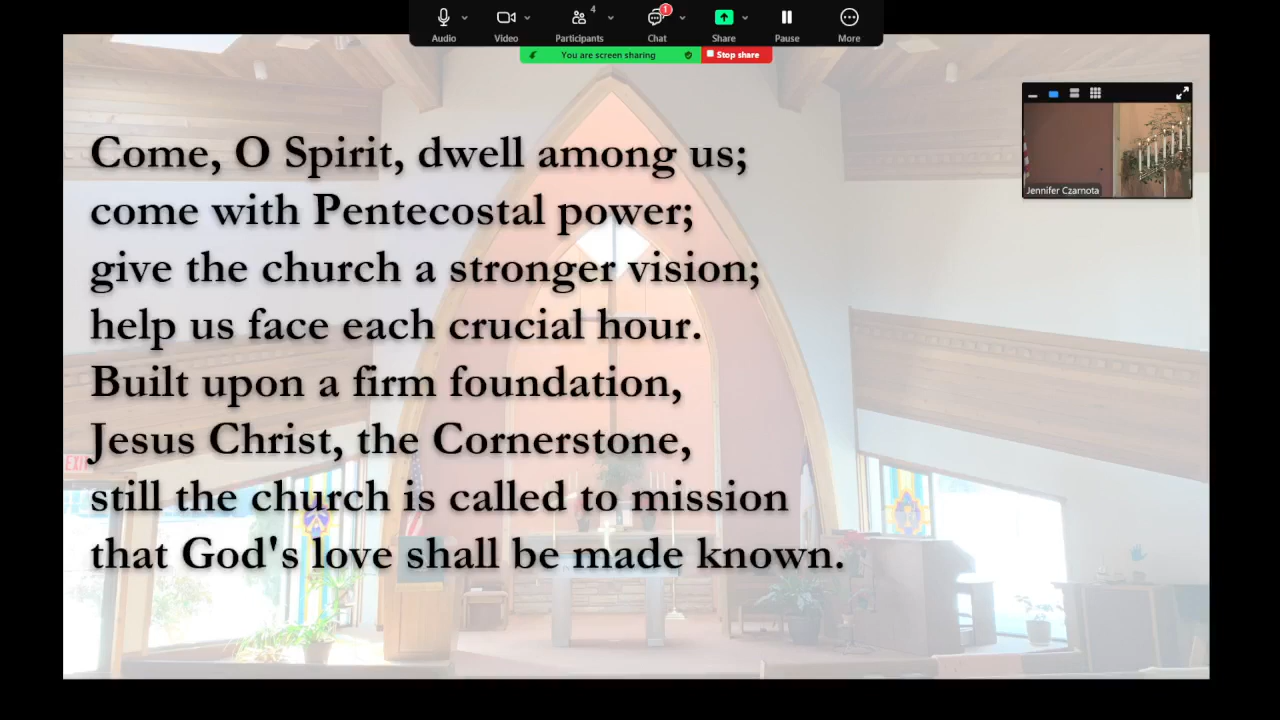 4
1
Audio
Video
Participants
Chat
Share
Pause
More
You are screen sharing
Stop share
Jennifer Czarnota
Come, O Spirit, dwell among us;
come with Pentecostal power;
give the church a stronger vision;
help us face each crucial hour.
Built upon a firm foundation,
Jesus Christ, the Cornerstone,
still the church is called to mission
that God's love shall be made known.
EXIT